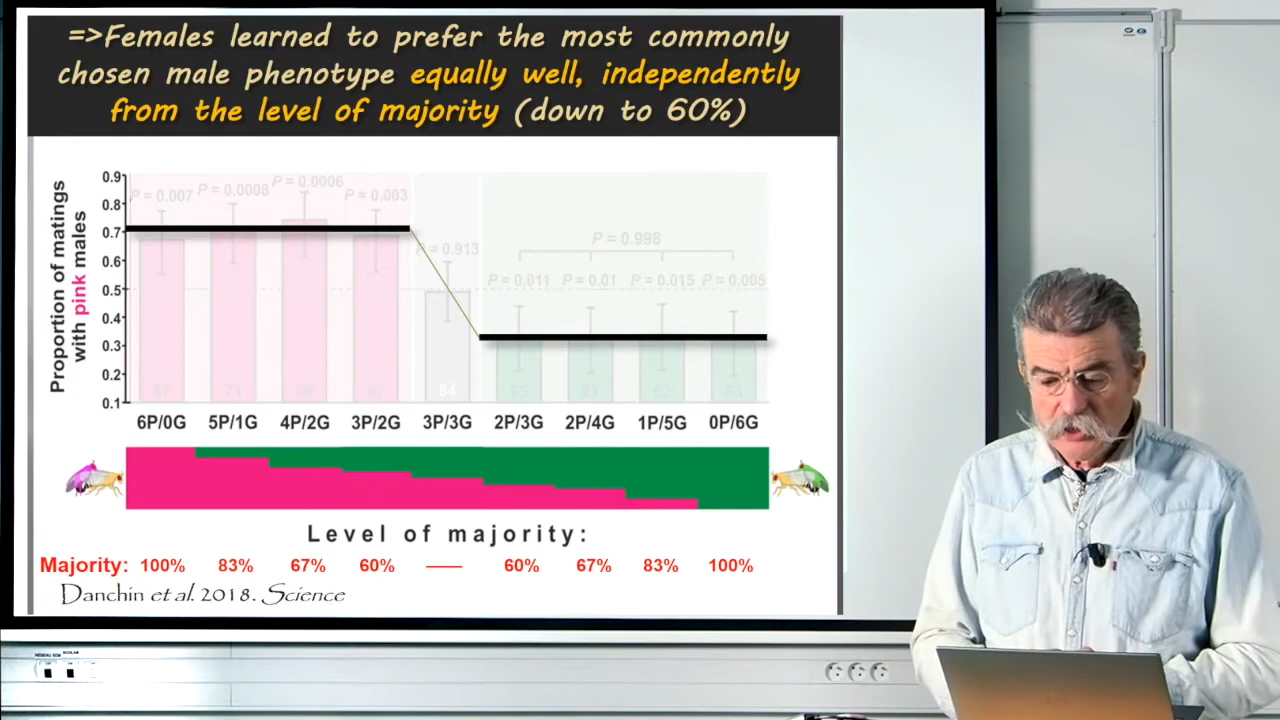 =>Females learned to prefer the most commonly
chosen male phenotype equally well, independently
from the level of majority (down to 60%)
Proportion of matings
with pink males
0.9
0.8
0.7
0.6
0.5
0.4
0.3
0.2
0.1
P = 0.007 P = 0.0008 P = 0.0006 P = 0.003
P = 0.913
P = 0.998
P = 0.011 P = 0.01 P = 0.015 P = 0.005
84
6P/0G 5P/1G 4P/2G 3P/2G 3P/3G 2P/3G 2P/4G 1P/5G 0P/6G
Level of majority:
Majority: 100% 83% 67% 60% 60% 67% 83% 100%
Danchin et al. 2018. Science